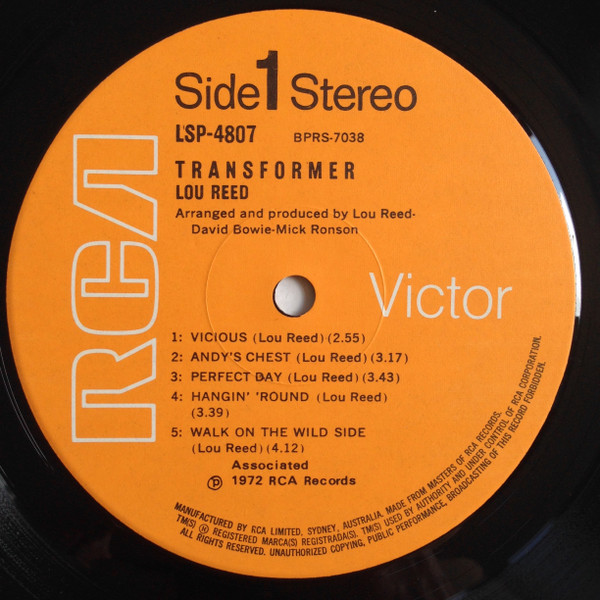 Side 1 Stereo
LSP-4807 BPRS-7038
TRANSFORMER
LOU REED
Arranged and produced by Lou Reed-
David Bowie-Mick Ronson
RCA
Victor
1: VICIOUS (Lou Reed) (2.55)
2: ANDY'S CHEST (Lou Reed) (3.17)
3: PERFECT DAY (Lou Reed) (3.43)
4: HANGIN' 'ROUND (Lou Reed)
(3.39)
5: WALK ON THE WILD SIDE
(Lou Reed) (4.12)
Associated
Ⓟ 1972 RCA Records
MANUFACTURED BY RCA LIMITED, SYDNEY, AUSTRALIA, MADE FROM MASTERS OF RCA RECORDS.
TM(S) ® REGISTERED MARCA(S) REGISTRADA(S). TM(S) USED BY AUTHORITY AND UNDER CONTROL OF RCA CORPORATION.
ALL RIGHTS RESERVED. UNAUTHORIZED COPYING, PUBLIC PERFORMANCE, BROADCASTING OF THIS RECORD FORBIDDEN.